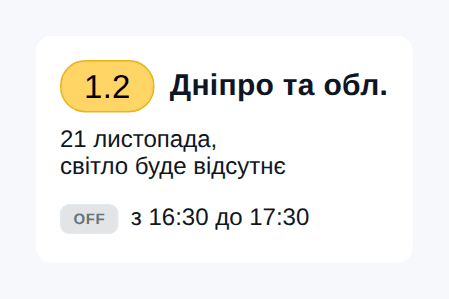 1.2 Дніпро та обл.
21 листопада,
світло буде відсутнє
OFF з 16:30 до 17:30